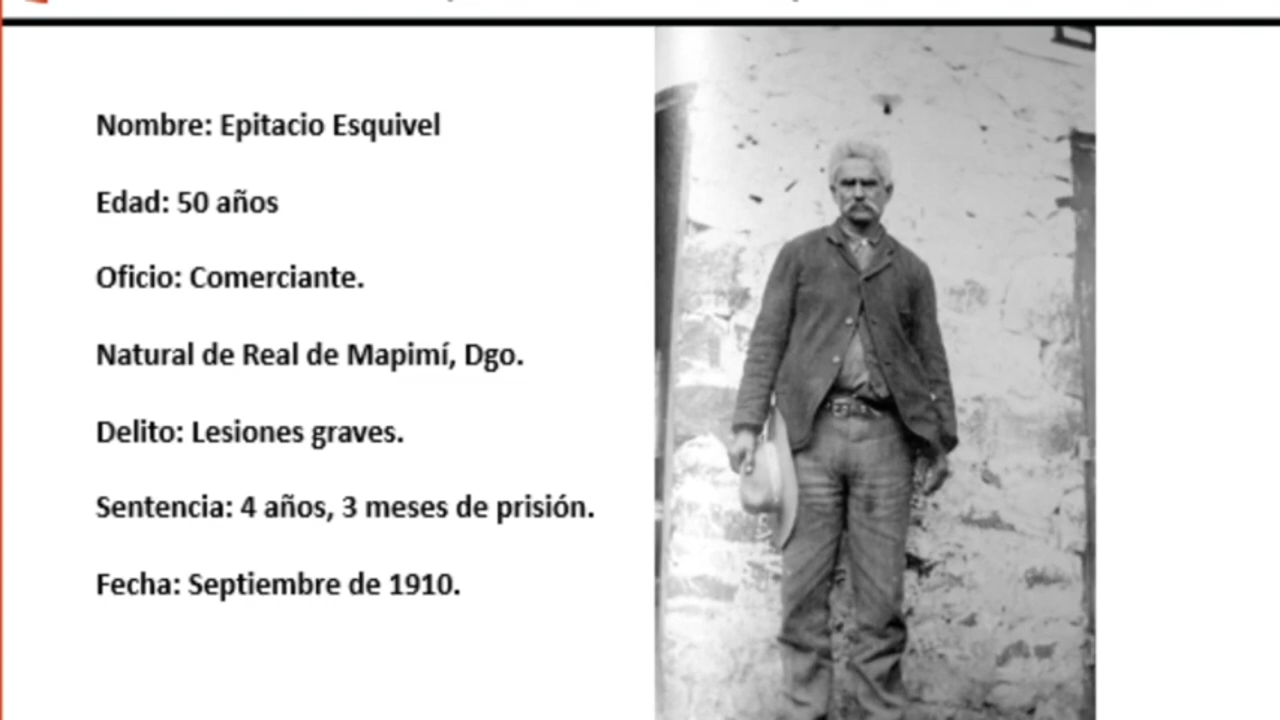 Nombre: Epitacio Esquivel
Edad: 50 años
Oficio: Comerciante.
Natural de Real de Mapimí, Dgo.
Delito: Lesiones graves.
Sentencia: 4 años, 3 meses de prisión.
Fecha: Septiembre de 1910.